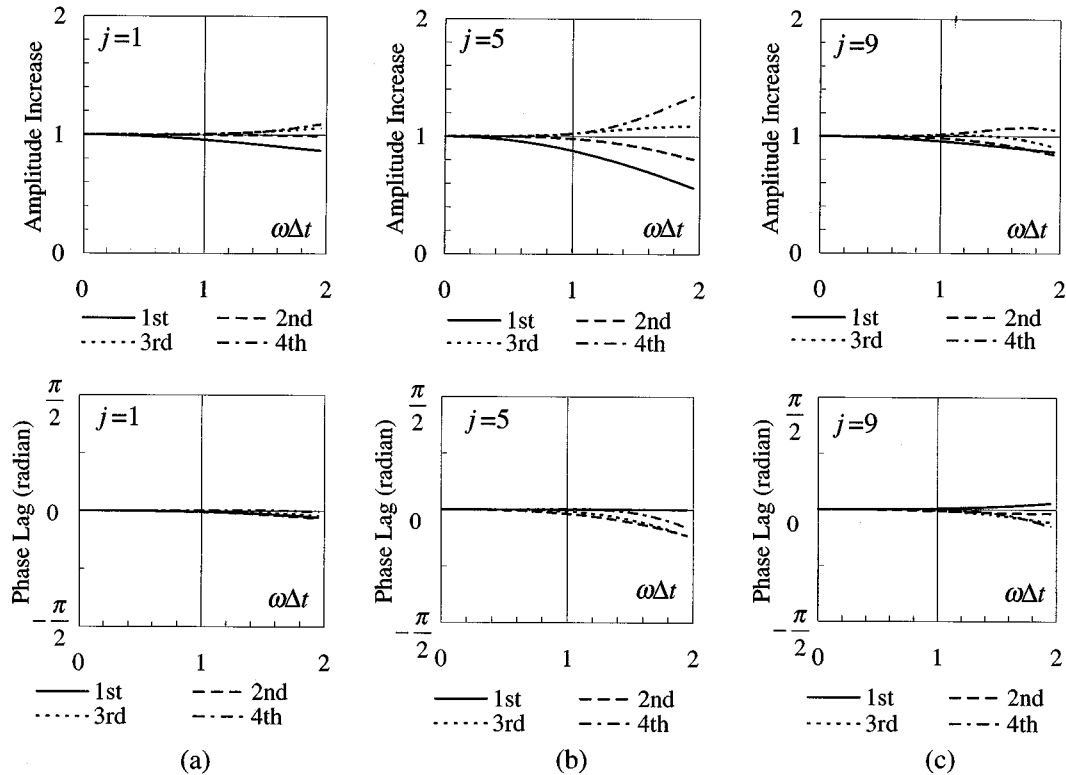 2
j=1
Amplitude Increase
1
ωΔt
0
0
1
2
1st
2nd
3rd
4th
2
j=5
Amplitude Increase
1
ωΔt
0
0
1
2
1st
2nd
3rd
4th
2
j=9
Amplitude Increase
1
ωΔt
0
0
1
2
1st
2nd
3rd
4th
π/2
j=1
Phase Lag (radian)
0
ωΔt
−π/2
0
1
2
1st
2nd
3rd
4th
(a)
π/2
j=5
Phase Lag (radian)
0
ωΔt
−π/2
0
1
2
1st
2nd
3rd
4th
(b)
π/2
j=9
Phase Lag (radian)
0
ωΔt
−π/2
0
1
2
1st
2nd
3rd
4th
(c)